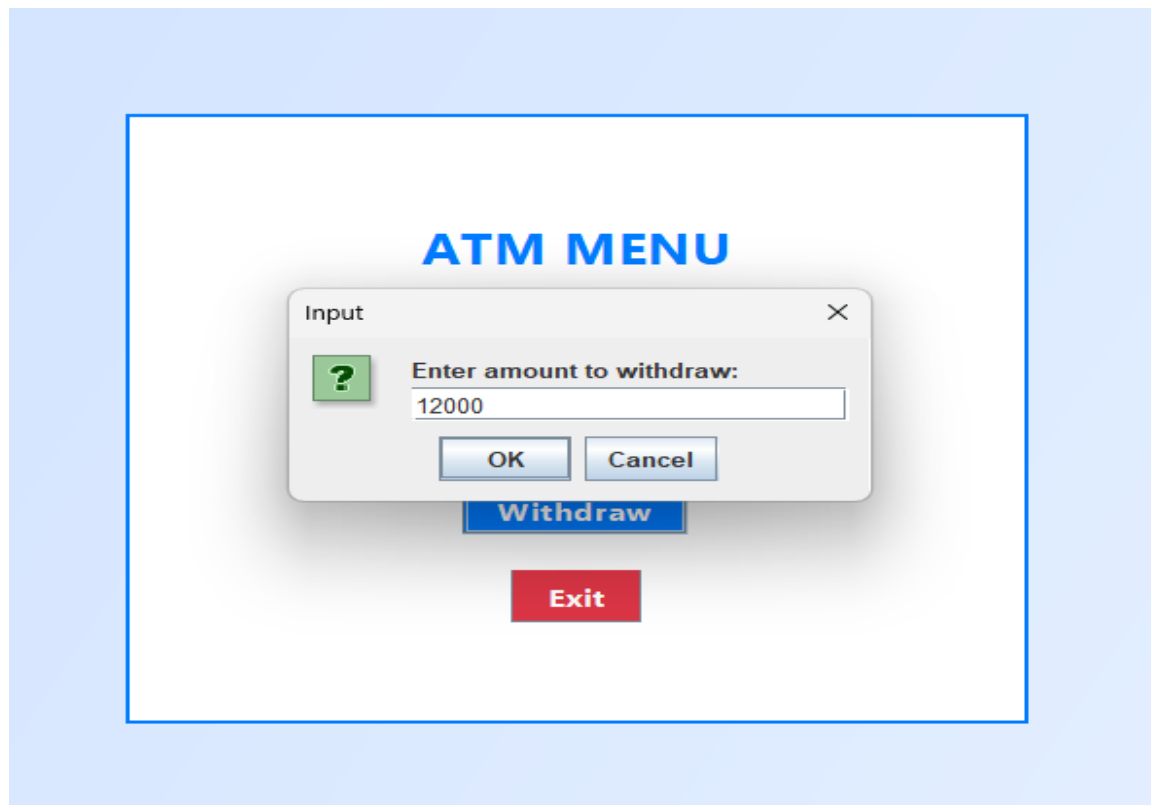 ATM MENU
Input
?
Enter amount to withdraw:
12000
OK Cancel
Withdraw
Exit